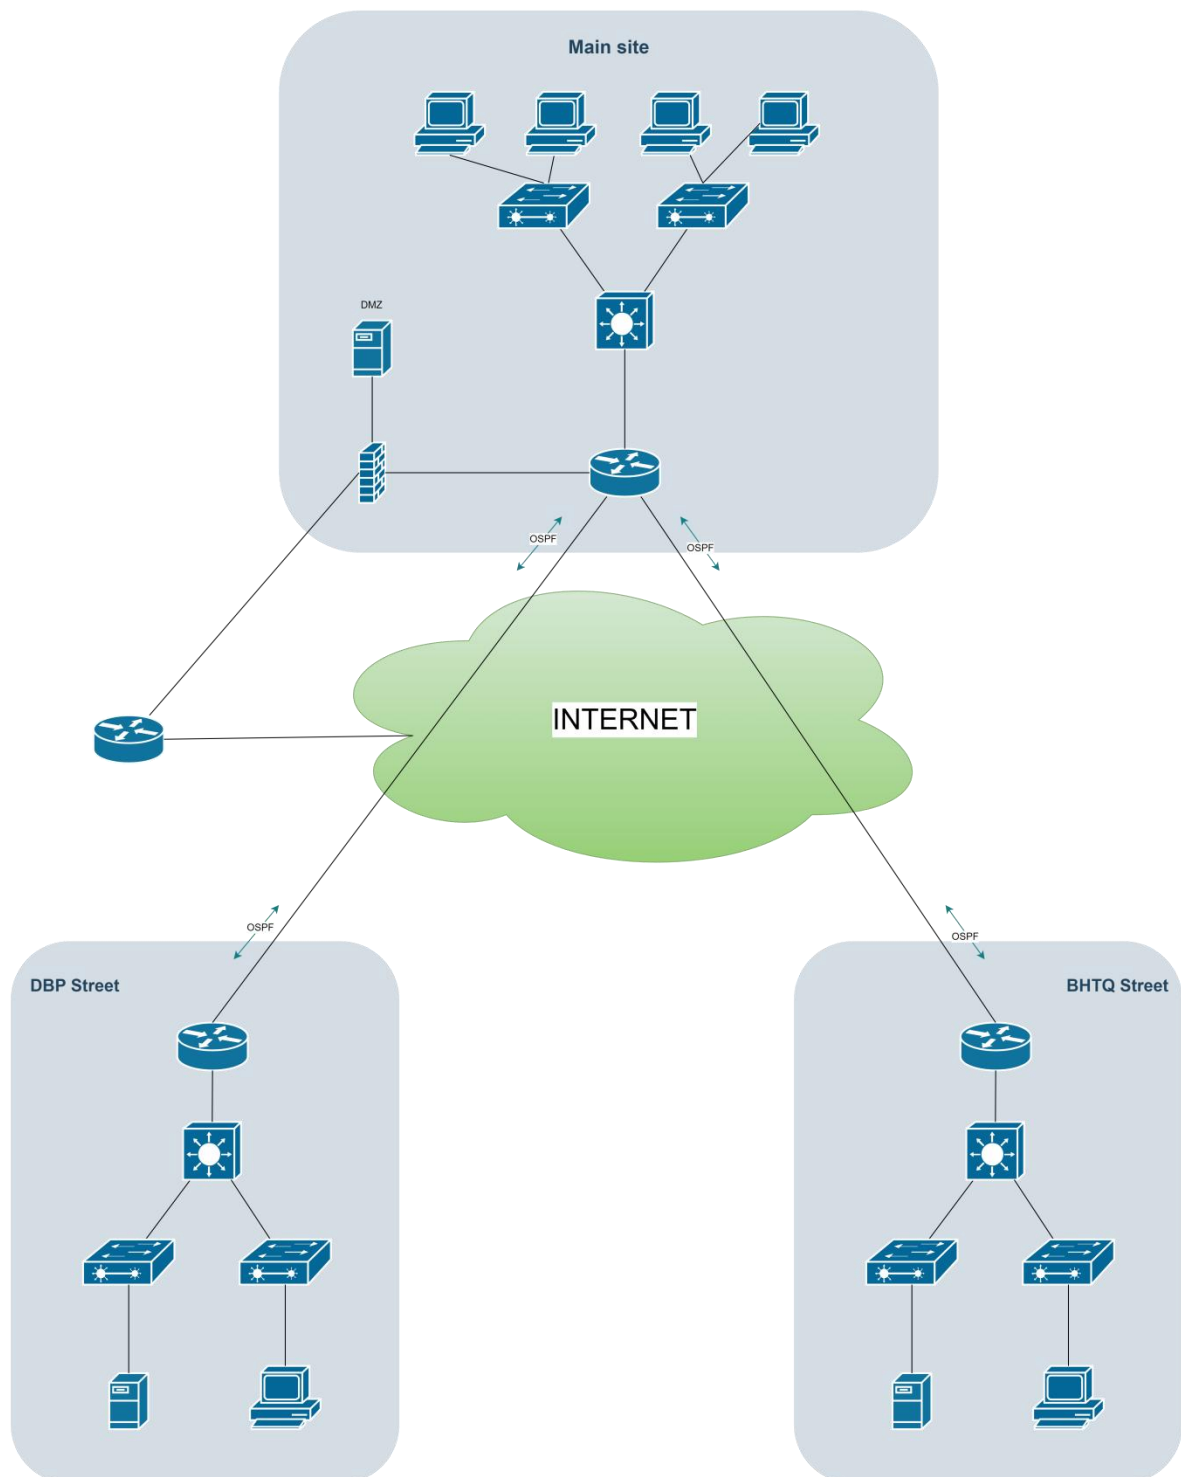 Main site
DMZ
OSPF
OSPF
INTERNET
OSPF
OSPF
DBP Street
BHTQ Street